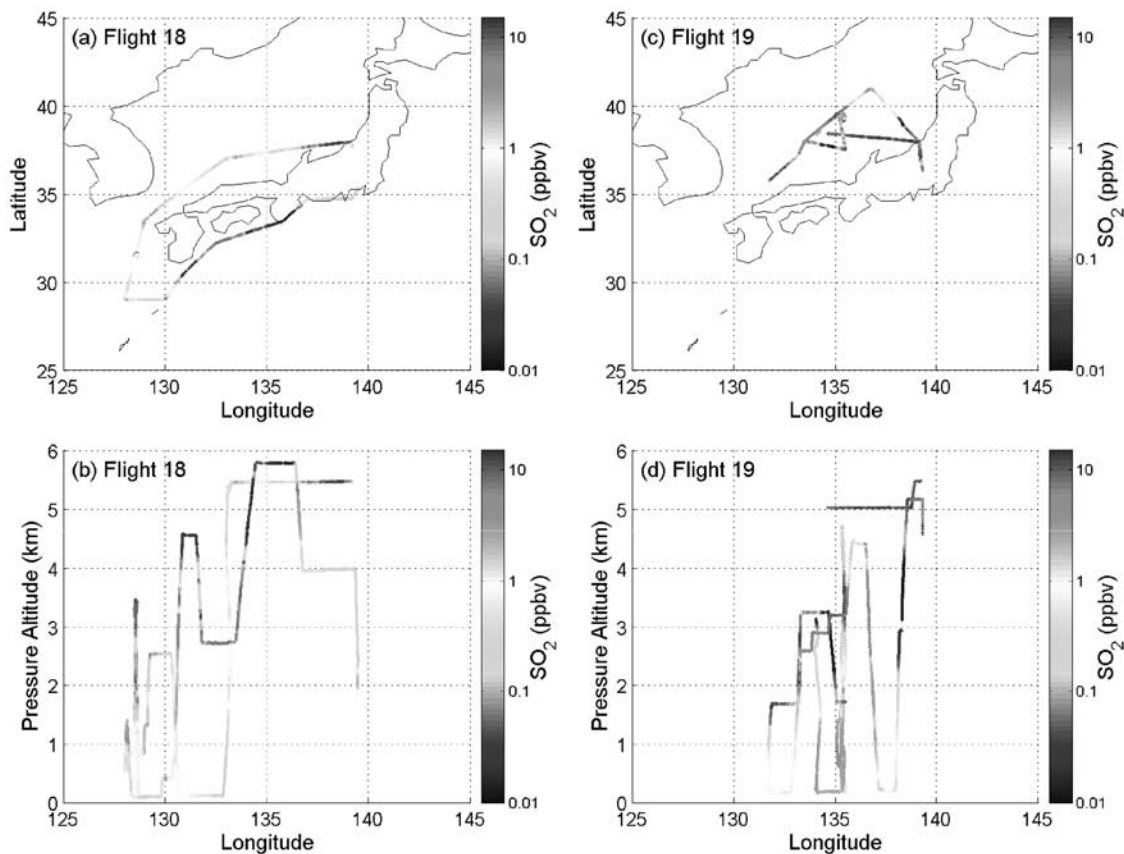 (a) Flight 18
45
40
35
30
25
Latitude
125 130 135 140 145
Longitude
10
1
0.1
0.01
SO2 (ppbv)
(c) Flight 19
45
40
35
30
25
Latitude
125 130 135 140 145
Longitude
10
1
0.1
0.01
SO2 (ppbv)
(b) Flight 18
6
5
4
3
2
1
0
Pressure Altitude (km)
125 130 135 140 145
Longitude
10
1
0.1
0.01
SO2 (ppbv)
(d) Flight 19
6
5
4
3
2
1
0
Pressure Altitude (km)
125 130 135 140 145
Longitude
10
1
0.1
0.01
SO2 (ppbv)